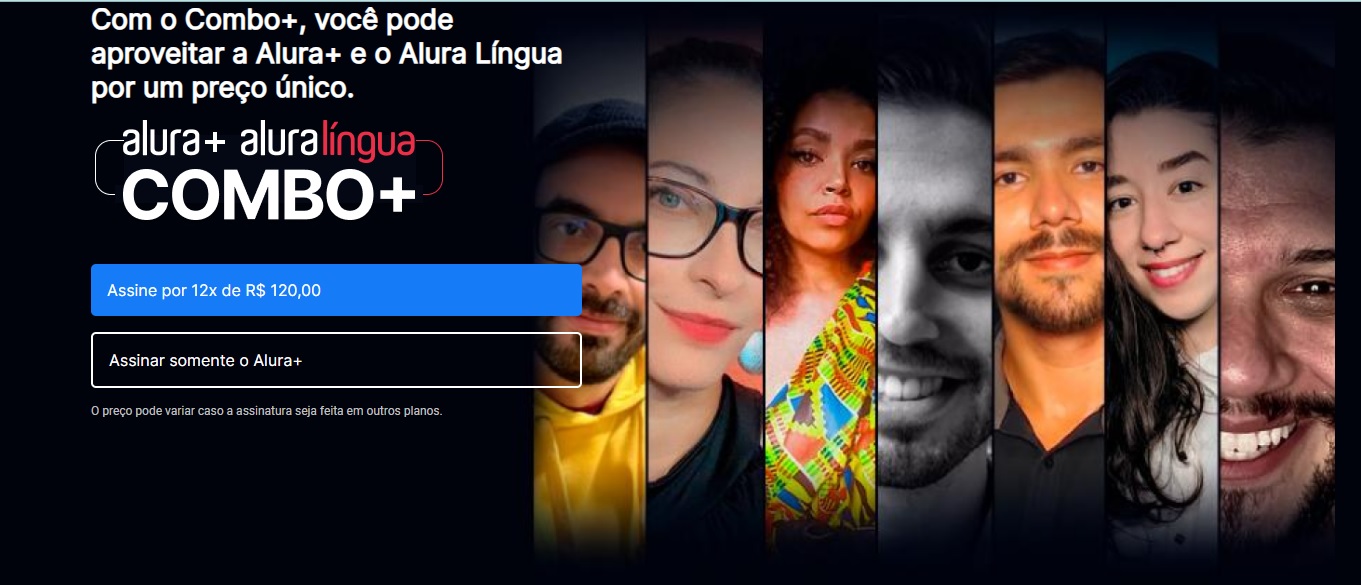 Com o Combo+, você pode
aproveitar a Alura+ e o Alura Língua
por um preço único.
alura+ aluralíngua
COMBO+
Assine por 12x de R$ 120,00
Assinar somente o Alura+
O preço pode variar caso a assinatura seja feita em outros planos.